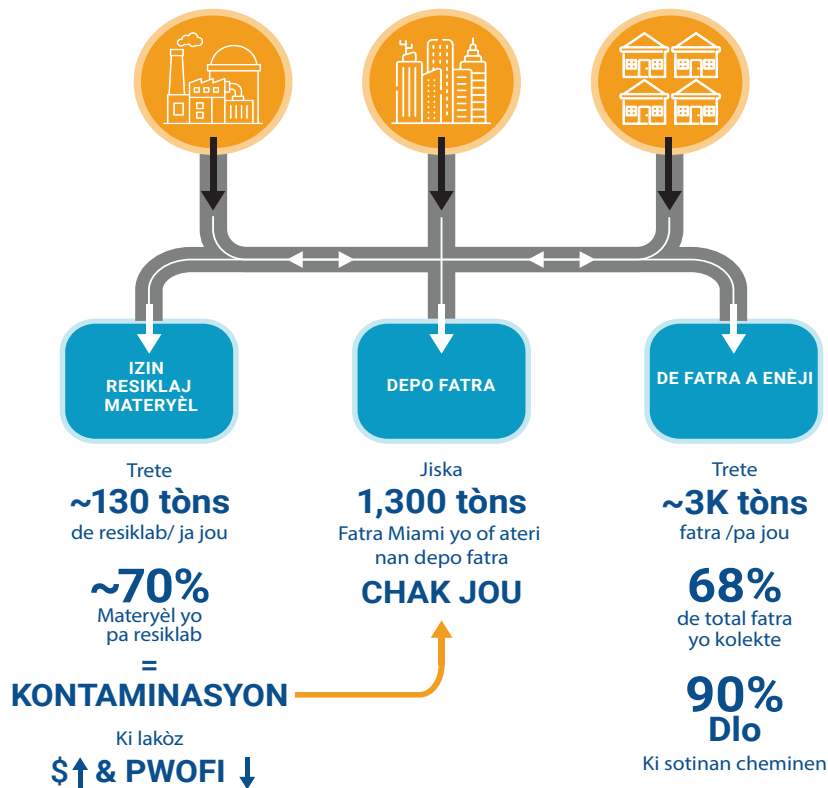 IZIN
RESIKLAJ
MATERYÈL
Trete
~130 tòns
de resiklab/ ja jou
~70%
Materyèl yo
pa resiklab
=
KONTAMINASYON
Ki lakòz
$ & PWOFI
DEPO FATRA
Jiska
1,300 tòns
Fatra Miami yo of ateri
nan depo fatra
CHAK JOU
DE FATRA A ENÈJI
Trete
~3K tòns
fatra /pa jou
68%
de total fatra
yo kolekte
90%
Dlo
Ki sotinan cheminen